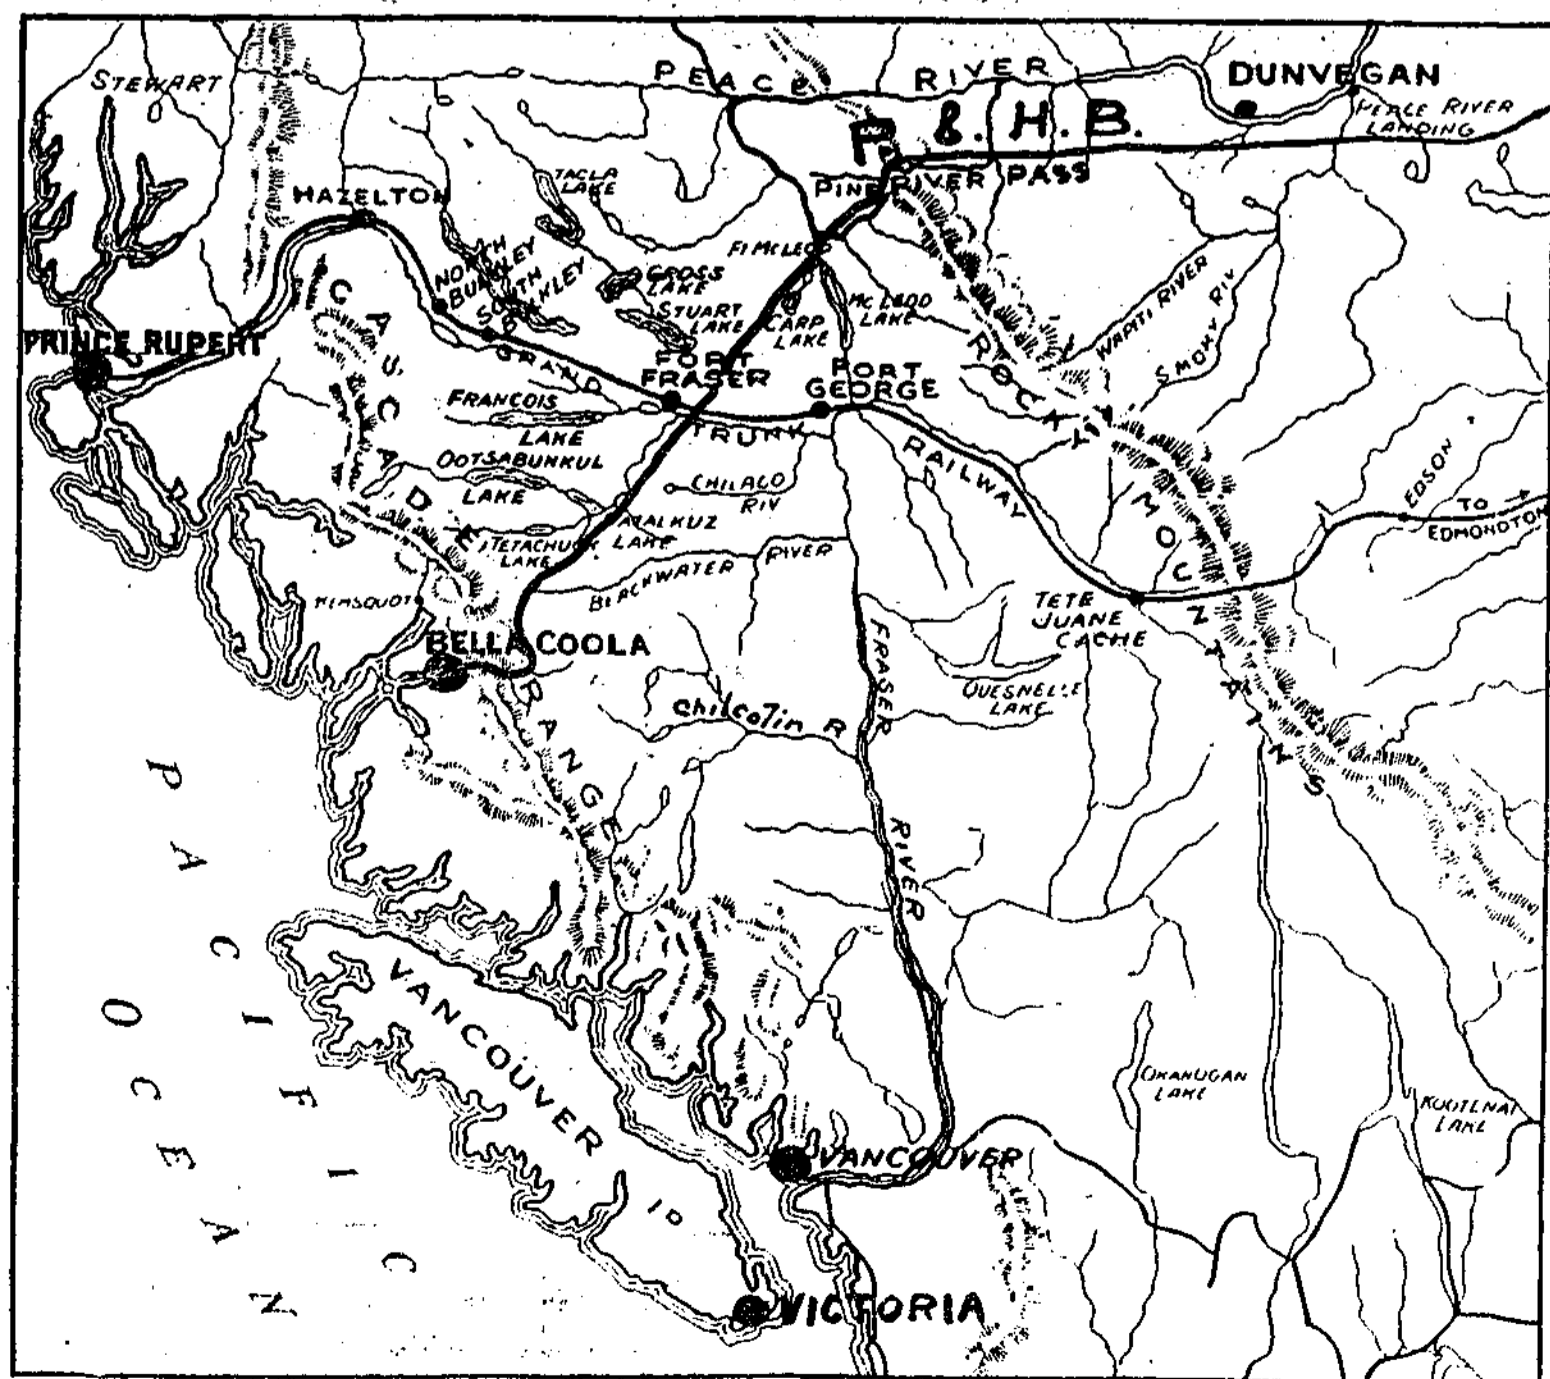 STEWART
PEACE RIVER
DUNVEGAN
PEACE RIVER
LANDING
P. & H. B.
PINE RIVER PASS
TACLA
LAKE
HAZELTON
NORTH
BULKLEY
SOUTH
BULKLEY
CROSS
LAKE
FT McLEOD
STUART
LAKE
CARP
LAKE
McLEOD
LAKE
WAPITI RIVER
SMOKY RIV
PRINCE RUPERT
CASCADE RANGE
ROCKY MOUNTAINS
GRAND TRUNK RAILWAY
FORT
FRASER
FORT
GEORGE
FRANCOIS
LAKE
OOTSABUNKUL
LAKE
CHILACO
RIV
EDSON
TO
EDMONTON
NATALKUZ
LAKE
TETACHUCK
LAKE
BLACKWATER RIVER
KEMSQUOT
BELLA COOLA
TETE
JUANE
CACHE
QUESNELLE
LAKE
Chilcotin R
FRASER RIVER
PACIFIC
OCEAN
VANCOUVER ID
OKANUGAN
LAKE
KOOTENAI
LAKE
VANCOUVER
VICTORIA